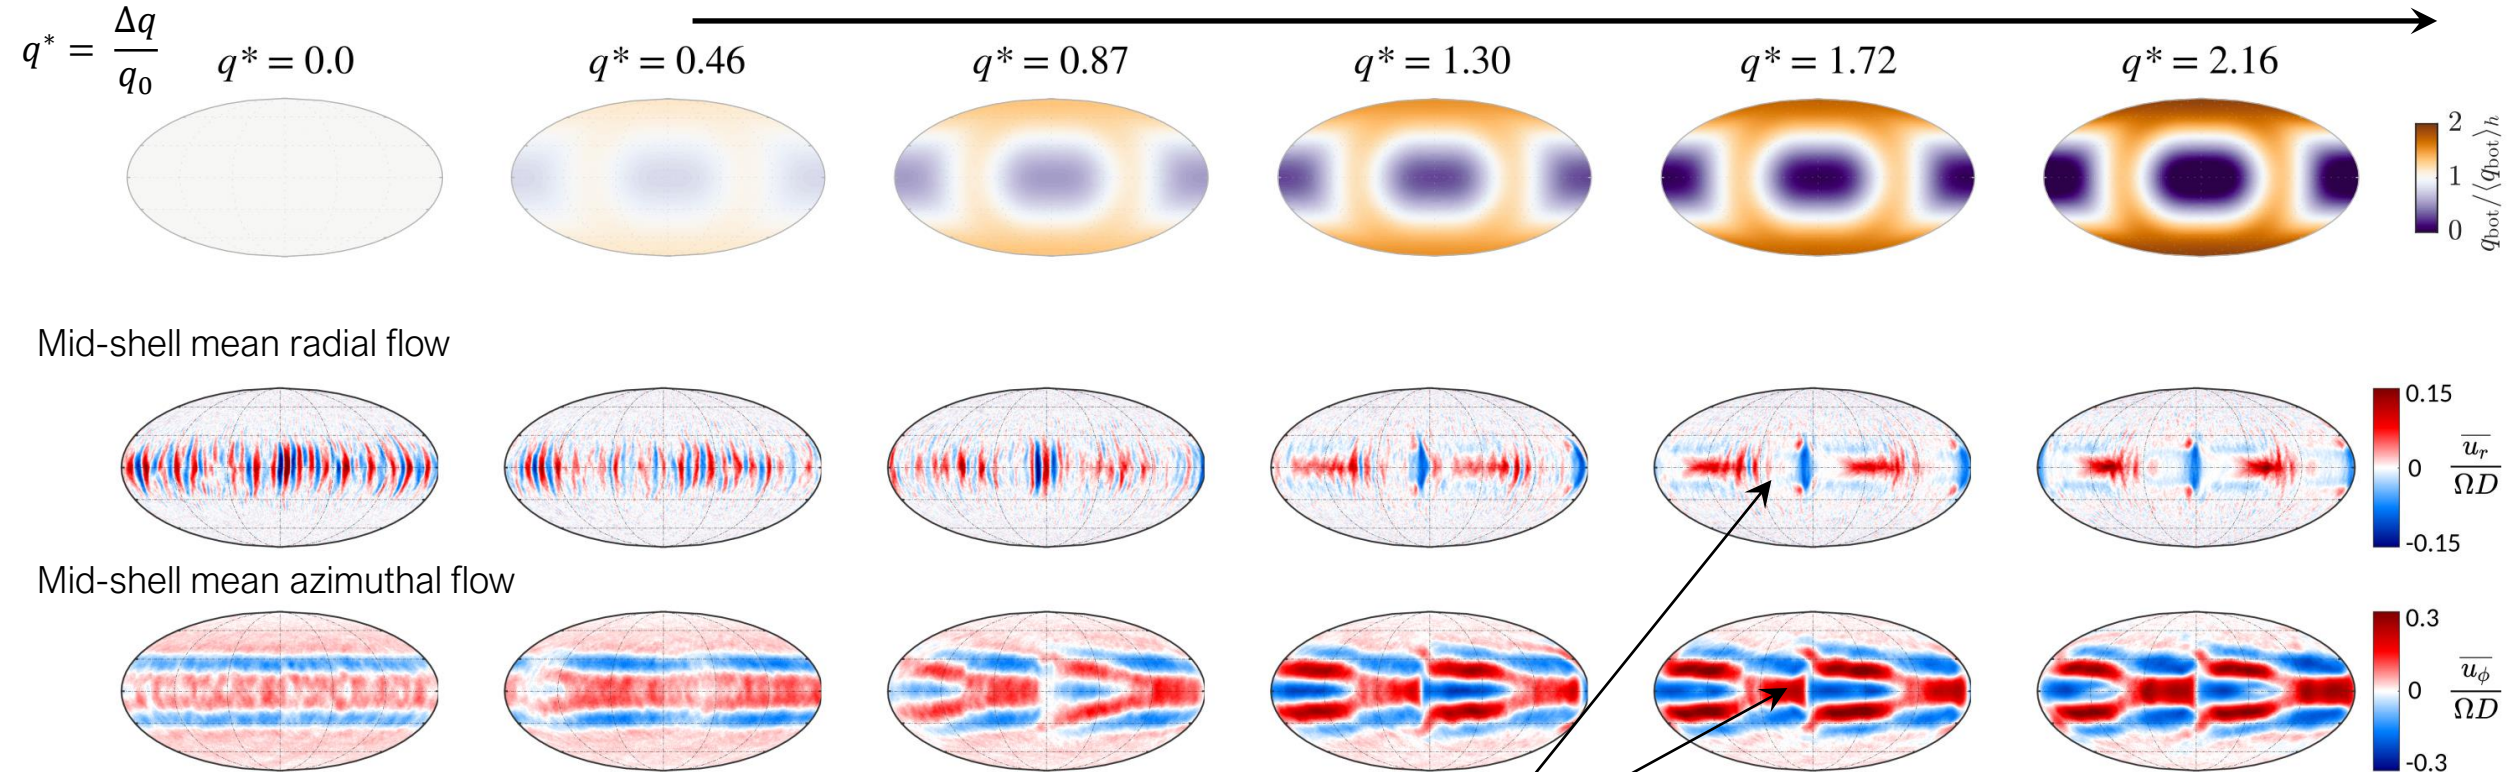 q* = Δq / q₀
q* = 0.0
q* = 0.46
q* = 0.87
q* = 1.30
q* = 1.72
q* = 2.16
2
1
0
q_bot/⟨q_bot⟩_h
Mid-shell mean radial flow
0.15
0
-0.15
\overline{u_r} / ΩD
Mid-shell mean azimuthal flow
0.3
0
-0.3
\overline{u_ϕ} / ΩD